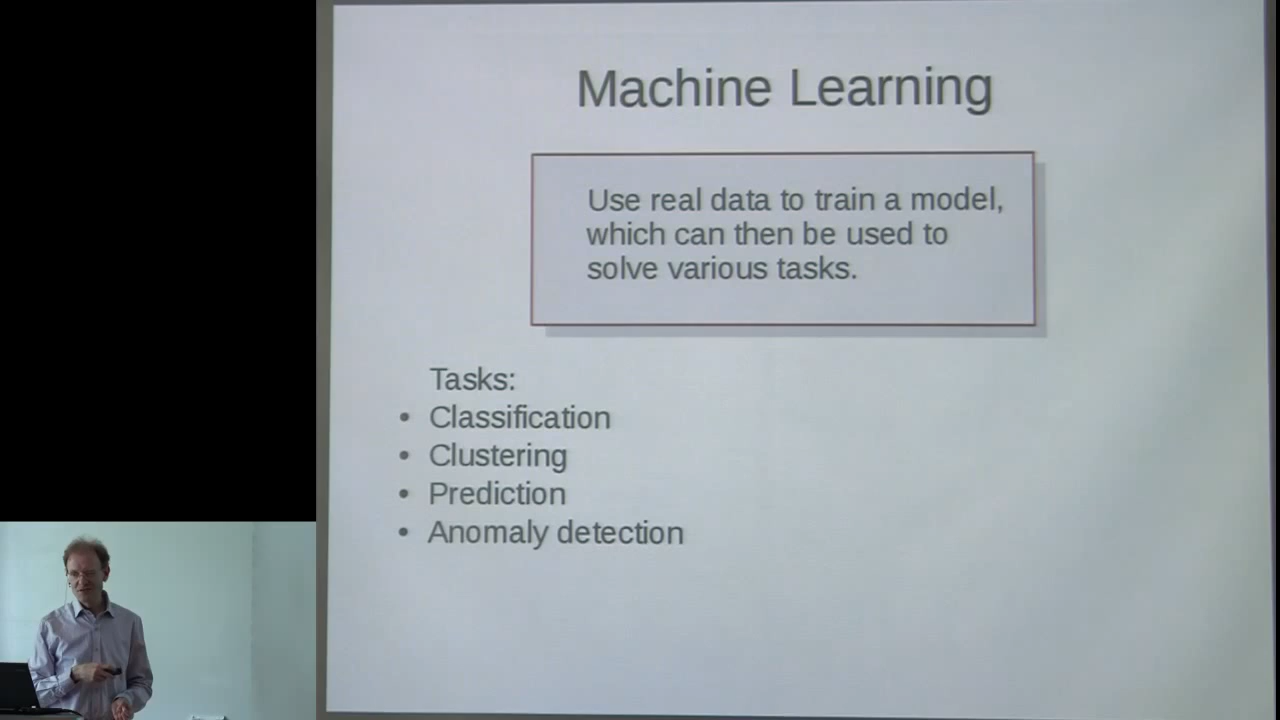 Machine Learning
Use real data to train a model,
which can then be used to
solve various tasks.
Tasks:
• Classification
• Clustering
• Prediction
• Anomaly detection